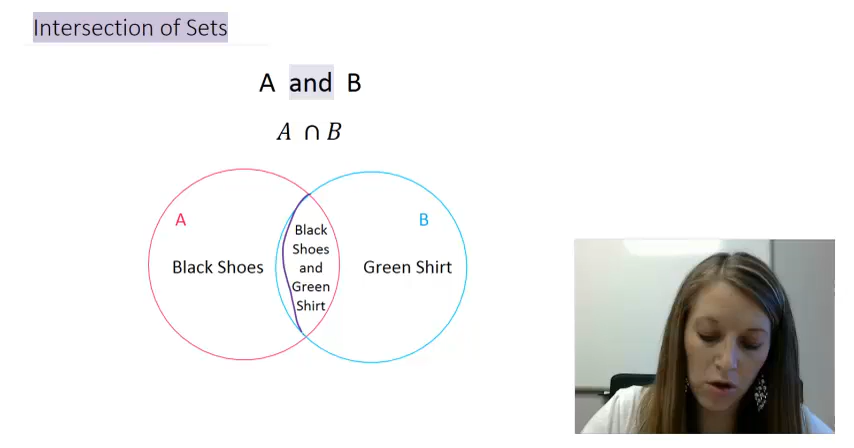 Intersection of Sets
A and B
A ∩ B
A
B
Black Shoes
Black
Shoes
and
Green
Shirt
Green Shirt